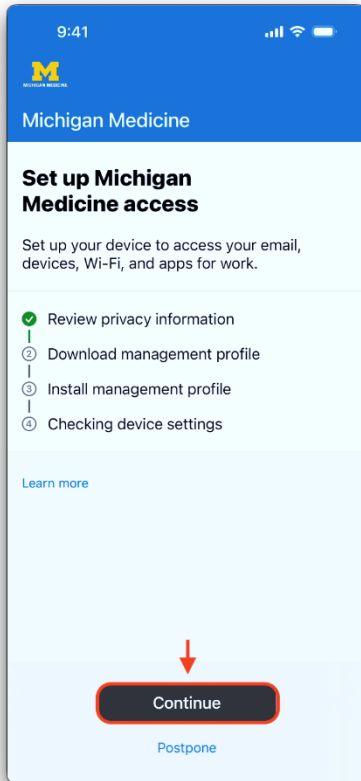 9:41
M
MICHIGAN MEDICINE
Michigan Medicine
Set up Michigan
Medicine access
Set up your device to access your email,
devices, Wi-Fi, and apps for work.
Review privacy information
2 Download management profile
3 Install management profile
4 Checking device settings
Learn more
Continue
Postpone